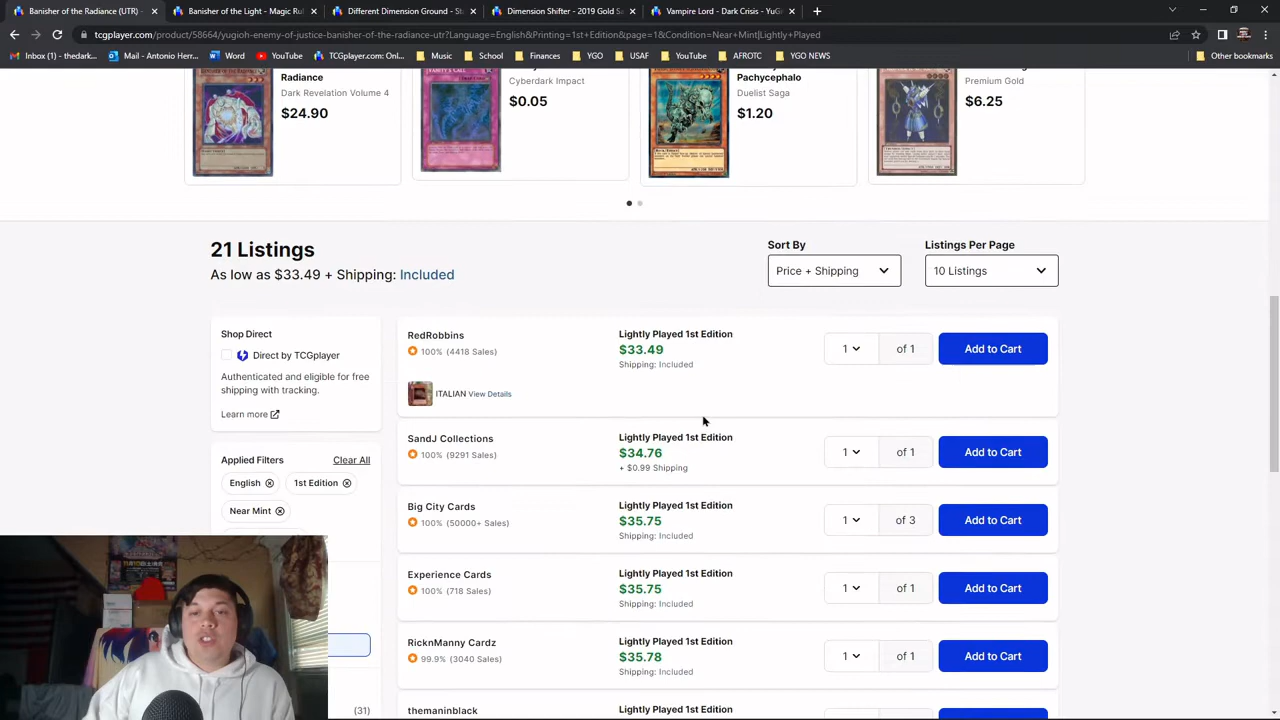 Banisher of the Radiance (UTR) -
Banisher of the Light - Magic Rul
Different Dimension Ground - St
Dimension Shifter - 2019 Gold Sa
Vampire Lord - Dark Crisis - YuG
tcgplayer.com/product/58664/yugioh-enemy-of-justice-banisher-of-the-radiance-utr?Language=English&Printing=1st+Edition&page=1&Condition=Near+Mint|Lightly+Played
Inbox (1) - thedark...
Mail - Antonio Herr...
Word
YouTube
TCGplayer.com: Onl...
Music
School
Finances
YGO
USAF
YouTube
AFROTC
YGO NEWS
Other bookmarks
Radiance
Dark Revelation Volume 4
$24.90
Cyberdark Impact
$0.05
Pachycephalo
Duelist Saga
$1.20
Premium Gold
$6.25
21 Listings
As low as $33.49 + Shipping: Included
Sort By
Price + Shipping
Listings Per Page
10 Listings
Shop Direct
Direct by TCGplayer
Authenticated and eligible for free
shipping with tracking.
Learn more
Applied Filters
Clear All
English
1st Edition
Near Mint
(31)
RedRobbins
100% (4418 Sales)
ITALIAN View Details
Lightly Played 1st Edition
$33.49
Shipping: Included
1
of 1
Add to Cart
SandJ Collections
100% (9291 Sales)
Lightly Played 1st Edition
$34.76
+ $0.99 Shipping
1
of 1
Add to Cart
Big City Cards
100% (50000+ Sales)
Lightly Played 1st Edition
$35.75
Shipping: Included
1
of 3
Add to Cart
Experience Cards
100% (718 Sales)
Lightly Played 1st Edition
$35.75
Shipping: Included
1
of 1
Add to Cart
RicknManny Cardz
99.9% (3040 Sales)
Lightly Played 1st Edition
$35.78
Shipping: Included
1
of 1
Add to Cart
themaninblack
Lightly Played 1st Edition